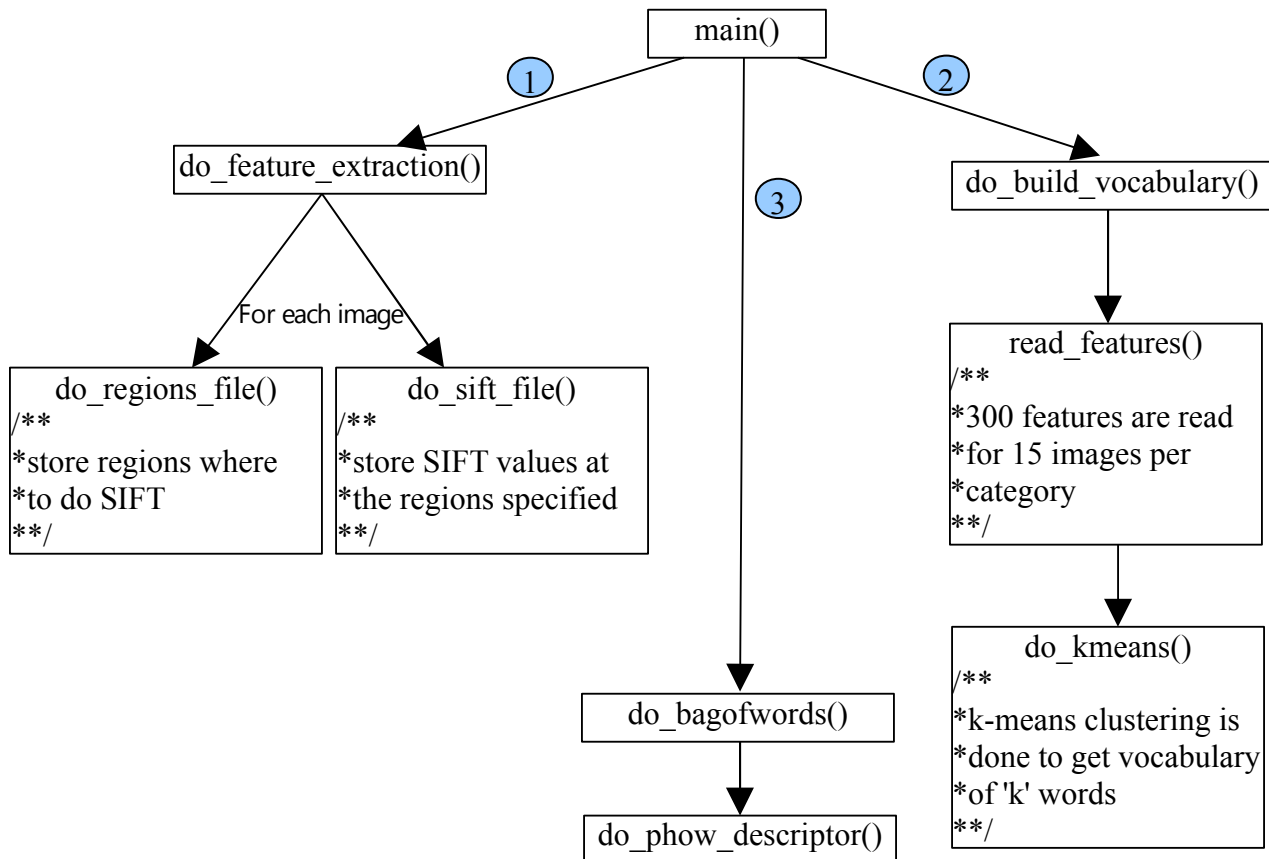 main()
1
2
do_feature_extraction()
do_build_vocabulary()
3
For each image
do_regions_file()
/**
*store regions where
*to do SIFT
**/
do_sift_file()
/**
*store SIFT values at
*the regions specified
**/
read_features()
/**
*300 features are read
*for 15 images per
*category
**/
do_kmeans()
/**
*k-means clustering is
*done to get vocabulary
*of 'k' words
**/
do_bagofwords()
do_phow_descriptor()